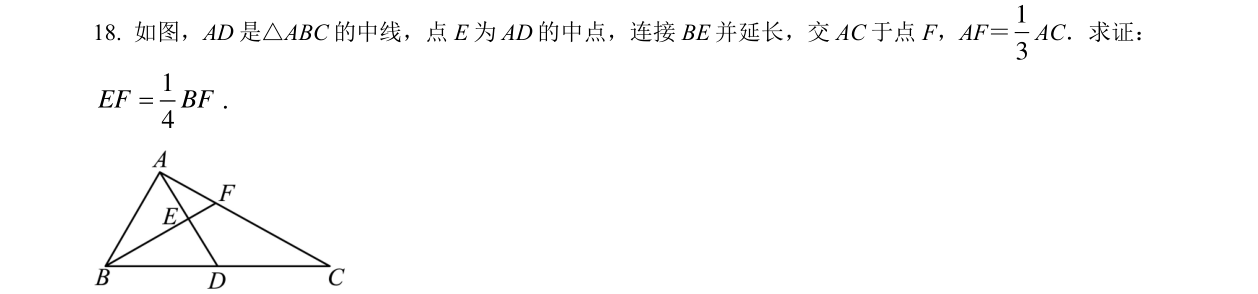 18. 如图，AD 是△ABC 的中线，点 E 为 AD 的中点，连接 BE 并延长，交 AC 于点 F，AF＝1/3 AC．求证：
EF = 1/4 BF．
A
F
E
B
D
C